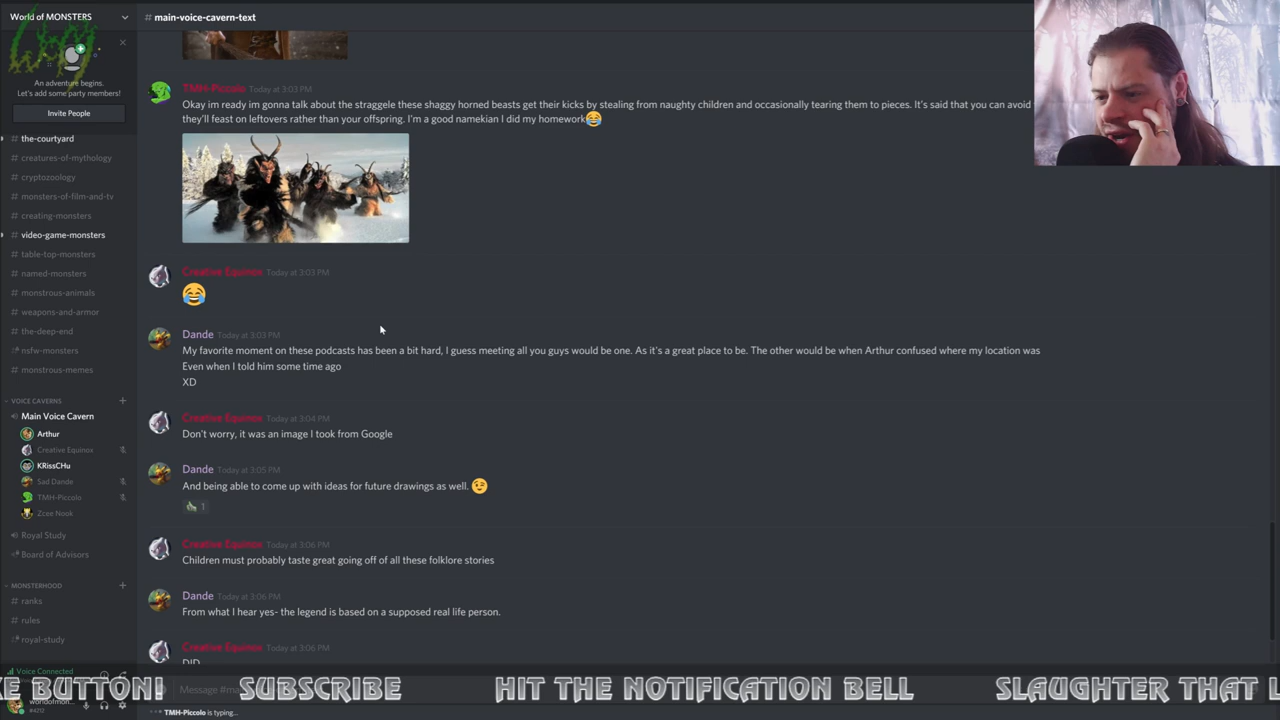 World of MONSTERS
# main-voice-cavern-text
An adventure begins.
Let's add some party members!
Invite People
the-courtyard
# creatures-of-mythology
# cryptozoology
# monsters-of-film-and-tv
# creating-monsters
# video-game-monsters
# table-top-monsters
# named-monsters
# monstrous-animals
# weapons-and-armor
# the-deep-end
nsfw-monsters
# monstrous-memes
VOICE CAVERNS
Main Voice Cavern
Arthur
Creative Equinox
KRissCHu
Sad Dande
TMH-Piccolo
Zcee Nook
Royal Study
Board of Advisors
MONSTERHOOD
# ranks
# rules
royal-study
Voice Connected
worldofmon...
#4212
TMH-Piccolo Today at 3:03 PM
Okay im ready im gonna talk about the straggele these shaggy horned beasts get their kicks by stealing from naughty children and occasionally tearing them to pieces. It's said that you can avoid
they'll feast on leftovers rather than your offspring. I'm a good namekian I did my homework😂
Creative Equinox Today at 3:03 PM
😂
Dande Today at 3:03 PM
My favorite moment on these podcasts has been a bit hard, I guess meeting all you guys would be one. As it's a great place to be. The other would be when Arthur confused where my location was
Even when I told him some time ago
XD
Creative Equinox Today at 3:04 PM
Don't worry, it was an image I took from Google
Dande Today at 3:05 PM
And being able to come up with ideas for future drawings as well. 😉
1
Creative Equinox Today at 3:06 PM
Children must probably taste great going off of all these folklore stories
Dande Today at 3:06 PM
From what I hear yes- the legend is based on a supposed real life person.
Creative Equinox Today at 3:06 PM
DID
Message #ma
KE BUTTON! SUBSCRIBE HIT THE NOTIFICATION BELL SLAUGHTER THAT L
TMH-Piccolo is typing...